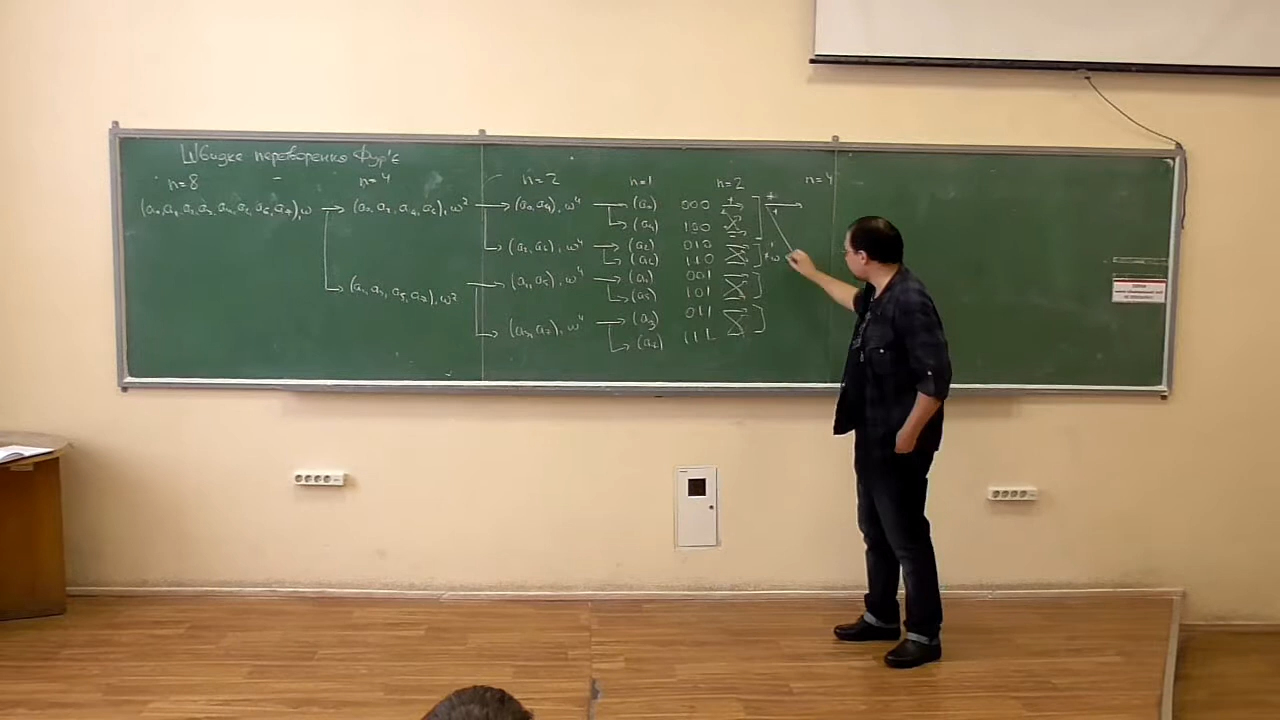 Швидке перетворення Фур'є
n=8 n=4 n=2 n=1 n=2 n=4
(a₀,a₁,a₂,a₃,a₄,a₅,a₆,a₇),ω → (a₀,a₂,a₄,a₆),ω² → (a₀,a₄),ω⁴ → (a₀) 000 + +
(a₄) 100
(a₂,a₆),ω⁴ → (a₂) 010
(a₆) 110
(a₁,a₃,a₅,a₇),ω² → (a₁,a₅),ω⁴ → (a₁) 001
(a₅) 101
(a₃,a₇),ω⁴ → (a₃) 011
(a₇) 111